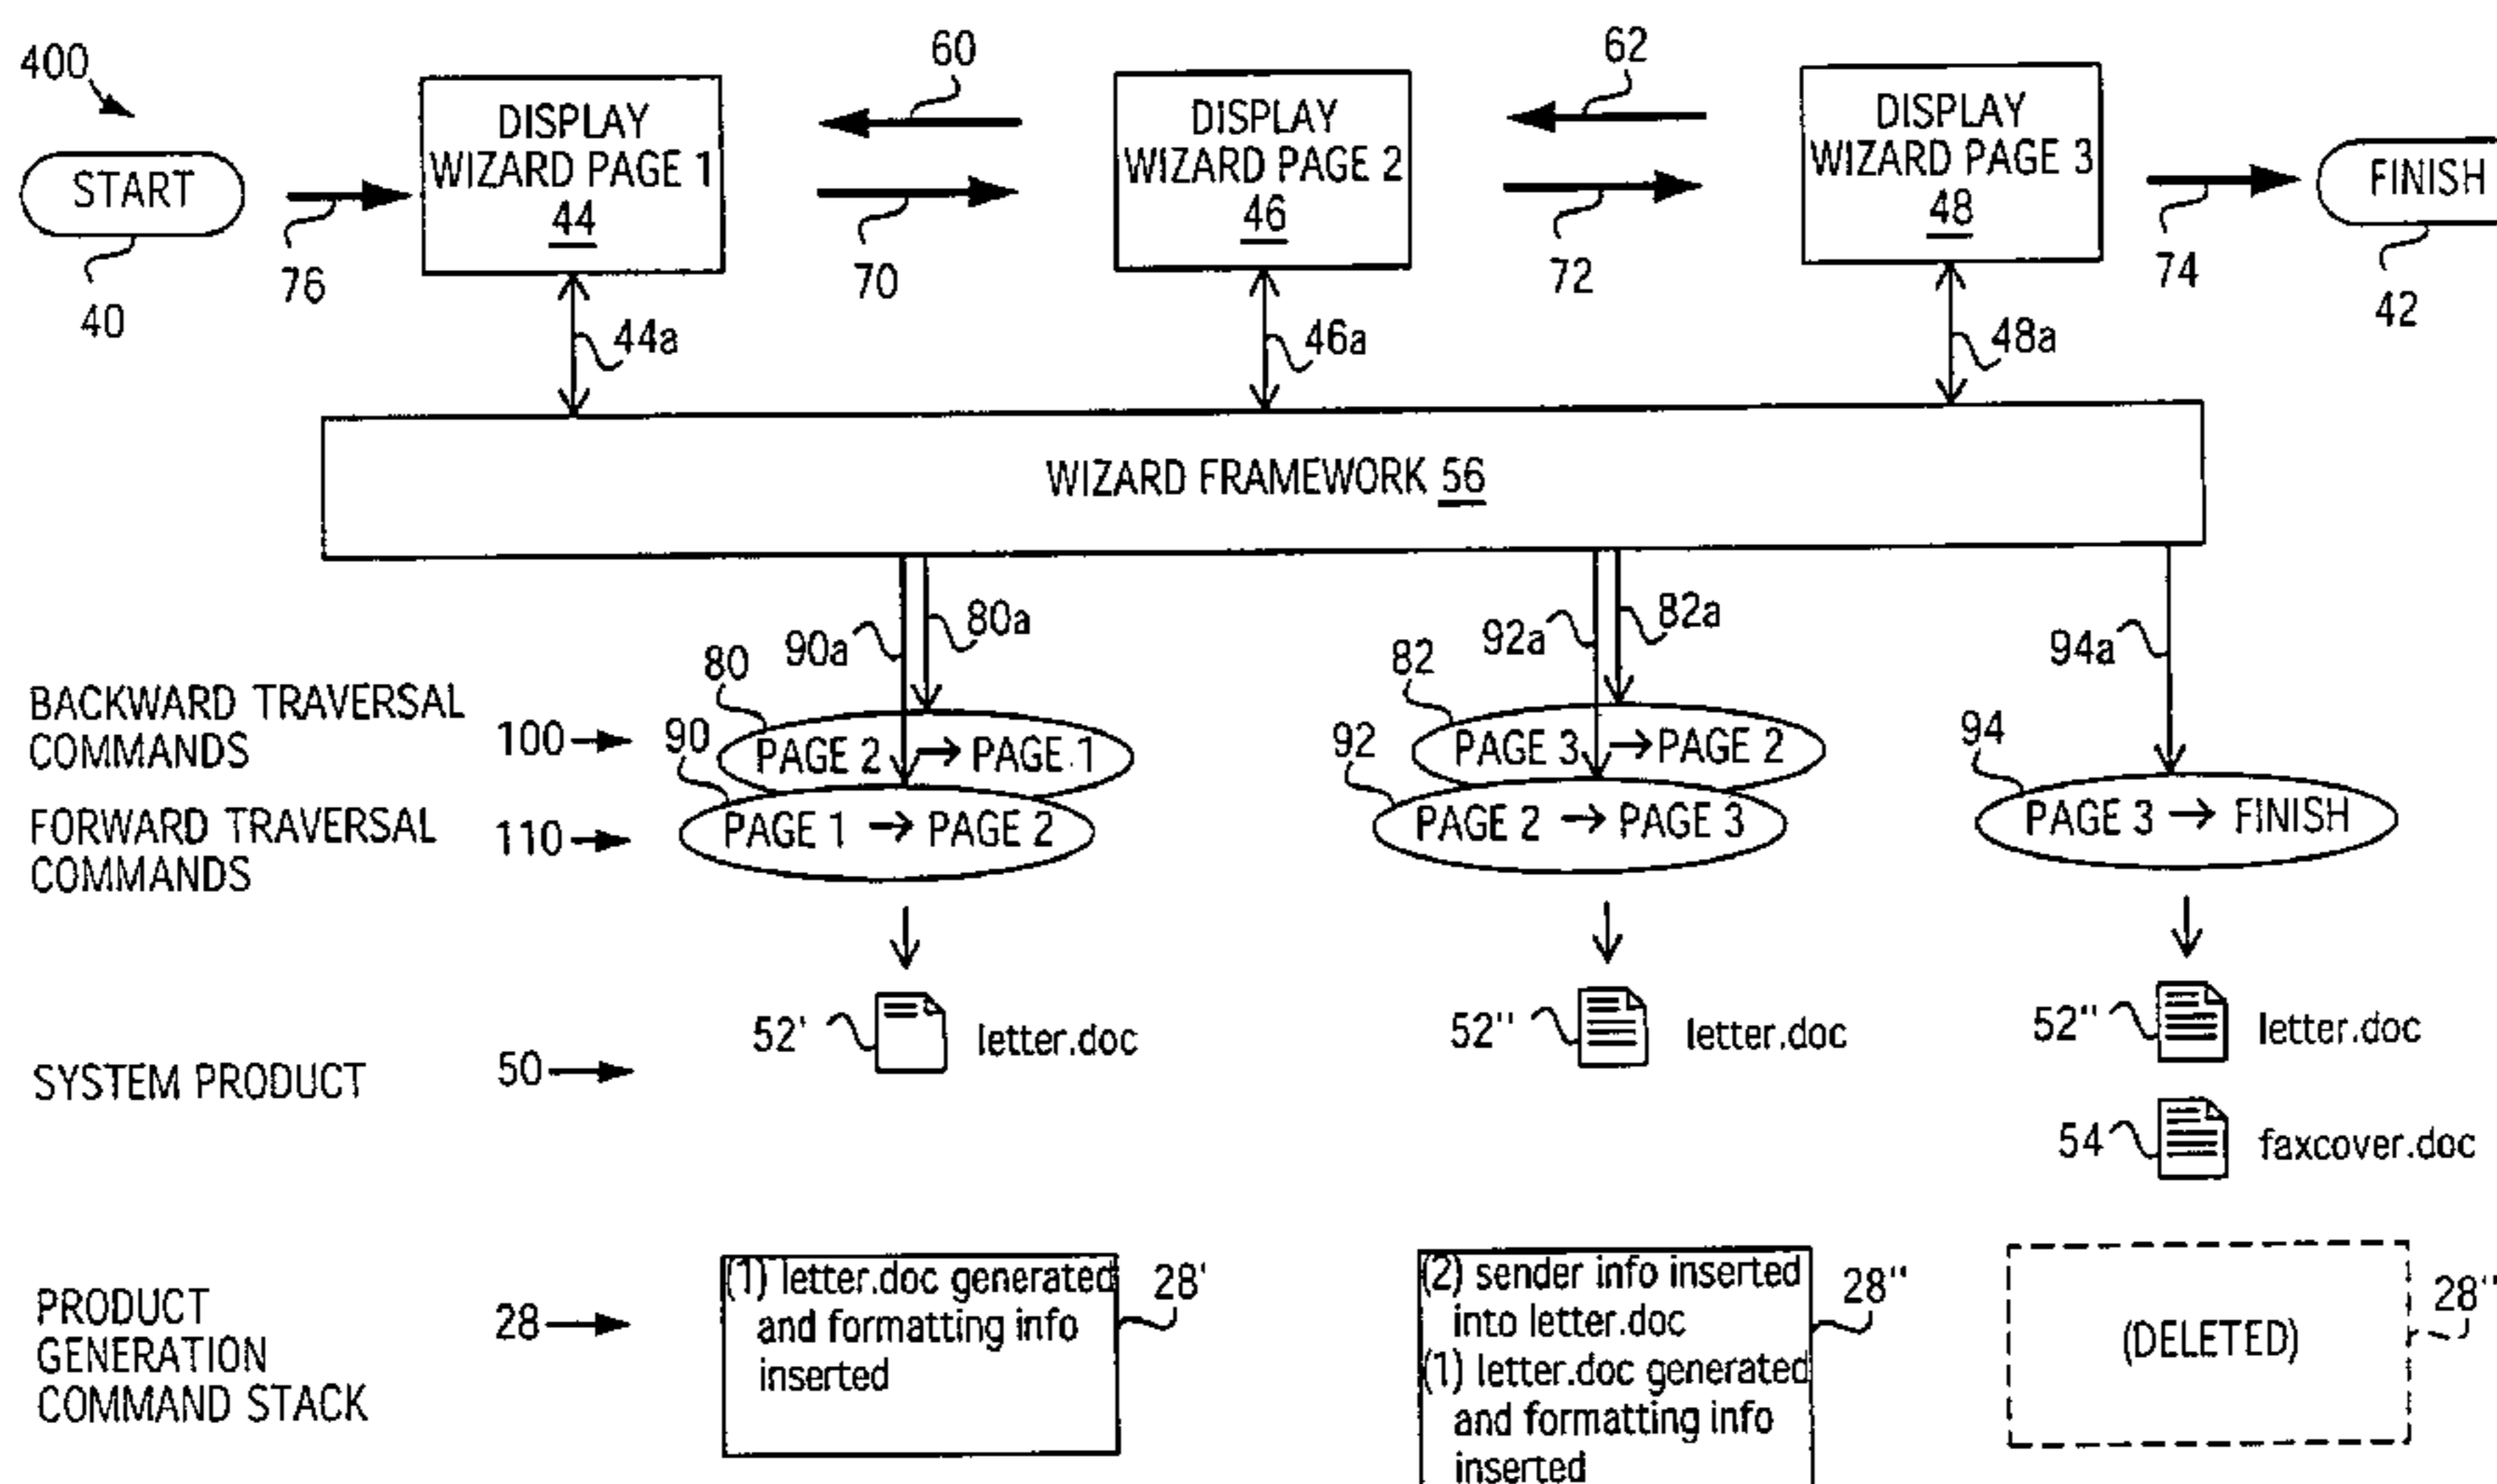 400
60
62
START
76
40
DISPLAY
WIZARD PAGE 1
44
70
DISPLAY
WIZARD PAGE 2
46
72
DISPLAY
WIZARD PAGE 3
48
74
FINISH
42
44a
46a
48a
WIZARD FRAMEWORK 56
90a
80a
92a
82a
94a
BACKWARD TRAVERSAL
COMMANDS
100
80
PAGE 2 → PAGE 1
82
PAGE 3 → PAGE 2
FORWARD TRAVERSAL
COMMANDS
110
90
PAGE 1 → PAGE 2
92
PAGE 2 → PAGE 3
94
PAGE 3 → FINISH
SYSTEM PRODUCT
50
52' letter.doc
52" letter.doc
52" letter.doc
54 faxcover.doc
PRODUCT
GENERATION
COMMAND STACK
28
(1) letter.doc generated
and formatting info
inserted
28'
(2) sender info inserted
into letter.doc
(1) letter.doc generated
and formatting info
inserted
28"
(DELETED)
28"